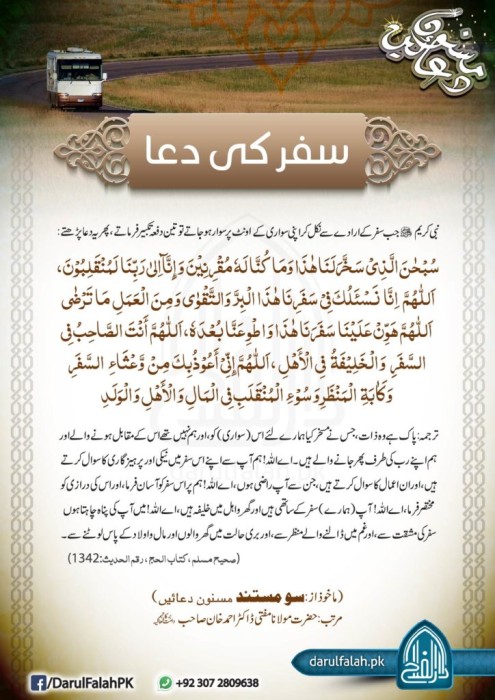 مسنون دعائیں
سفر کی دعا
نبی کریم ﷺ جب سفر کے ارادے سے نکل کر اپنی سواری کے اونٹ پر سوار ہو جاتے تو تین دفعہ تکبیر فرماتے، پھر یہ دعا پڑھتے:
سُبْحٰنَ الَّذِیْ سَخَّرَ لَنَا هٰذَا وَمَا كُنَّا لَهٗ مُقْرِنِیْنَ وَاِنَّا اِلٰی رَبِّنَا لَمُنْقَلِبُوْنَ،
اَللّٰهُمَّ اِنَّا نَسْئَلُكَ فِیْ سَفَرِنَا هٰذَا الْبِرَّ وَالتَّقْوٰی وَمِنَ الْعَمَلِ مَا تَرْضٰی
اَللّٰهُمَّ هَوِّنْ عَلَیْنَا سَفَرَنَا هٰذَا وَاطْوِ عَنَّا بُعْدَهٗ، اَللّٰهُمَّ اَنْتَ الصَّاحِبُ فِی
السَّفَرِ وَالْخَلِیْفَةُ فِی الْاَهْلِ، اَللّٰهُمَّ اِنِّیْ اَعُوْذُ بِكَ مِنْ وَّعْثَاءِ السَّفَرِ
وَكَاٰبَةِ الْمَنْظَرِ وَسُوْءِ الْمُنْقَلَبِ فِی الْمَالِ وَالْاَهْلِ وَالْوَلَدِ
ترجمہ: پاک ہے وہ ذات، جس نے مسخر کیا ہمارے لئے اس (سواری) کو، اور ہم نہیں تھے اس کے مقابل ہونے والے اور
ہم اپنے رب کی طرف پھر جانے والے ہیں۔ اے اللہ! ہم آپ سے اپنے اس سفر میں نیکی اور پرہیزگاری کا سوال کرتے
ہیں، اور ان اعمال کا سوال کرتے ہیں، جن سے آپ راضی ہوں، اے اللہ! ہم پر اس سفر کو آسان فرما، اور اس کی درازی کو
مختصر فرما، اے اللہ! آپ (ہمارے) سفر کے ساتھی ہیں اور گھر و اہل میں خلیفہ ہیں، اے اللہ! میں آپ کی پناہ چاہتا ہوں
سفر کی مشقت سے، اور غم میں ڈالنے والے منظر سے، اور بری حالت میں گھر والوں اور مال و اولاد کے پاس لوٹنے سے۔
(صحیح مسلم، کتاب الحج، رقم الحدیث: 1342)
(ماخوذ از: سو مستند مسنون دعائیں)
مرتب: حضرت مولانا مفتی ڈاکٹر احمد خان صاحب
darulfalah.pk
/DarulFalahPK +92 307 2809638